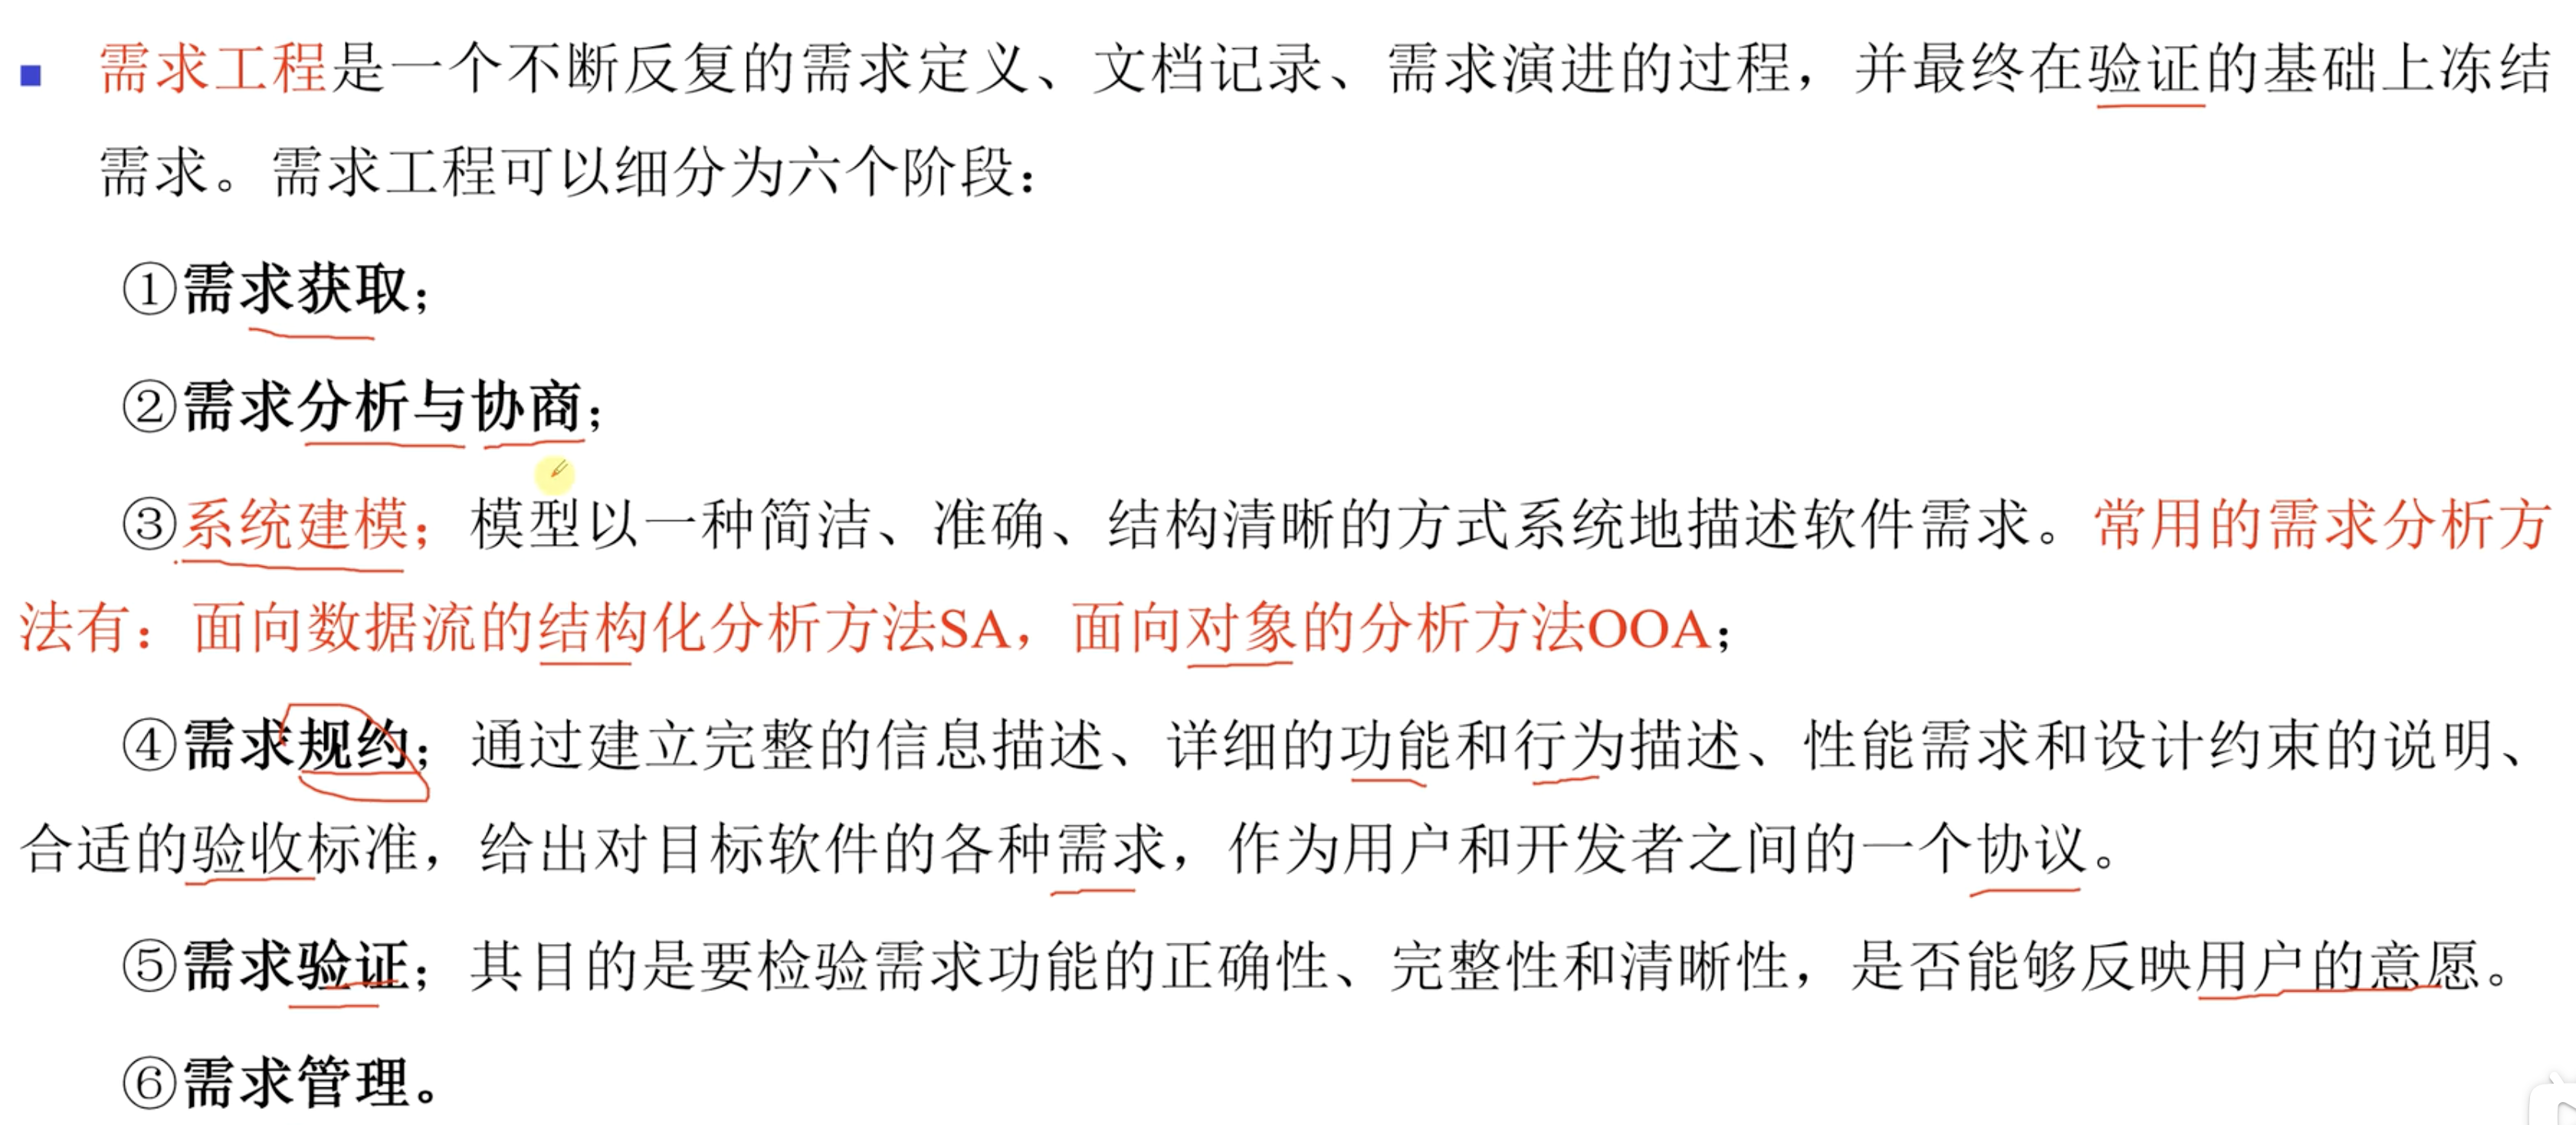 需求工程是一个不断反复的需求定义、文档记录、需求演进的过程，并最终在验证的基础上冻结
需求。需求工程可以细分为六个阶段：
①需求获取；
②需求分析与协商；
③系统建模；模型以一种简洁、准确、结构清晰的方式系统地描述软件需求。常用的需求分析方
法有：面向数据流的结构化分析方法SA，面向对象的分析方法OOA；
④需求规约；通过建立完整的信息描述、详细的功能和行为描述、性能需求和设计约束的说明、
合适的验收标准，给出对目标软件的各种需求，作为用户和开发者之间的一个协议。
⑤需求验证；其目的是要检验需求功能的正确性、完整性和清晰性，是否能够反映用户的意愿。
⑥需求管理。